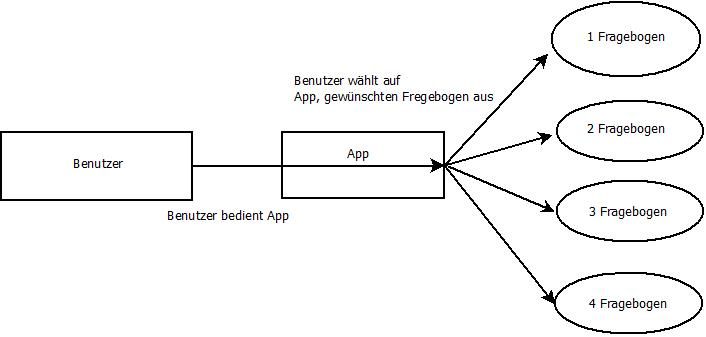 1 Fragebogen
Benutzer wählt auf
App, gewünschten Fregebogen aus
2 Fragebogen
App
Benutzer
3 Fragebogen
Benutzer bedient App
4 Fragebogen